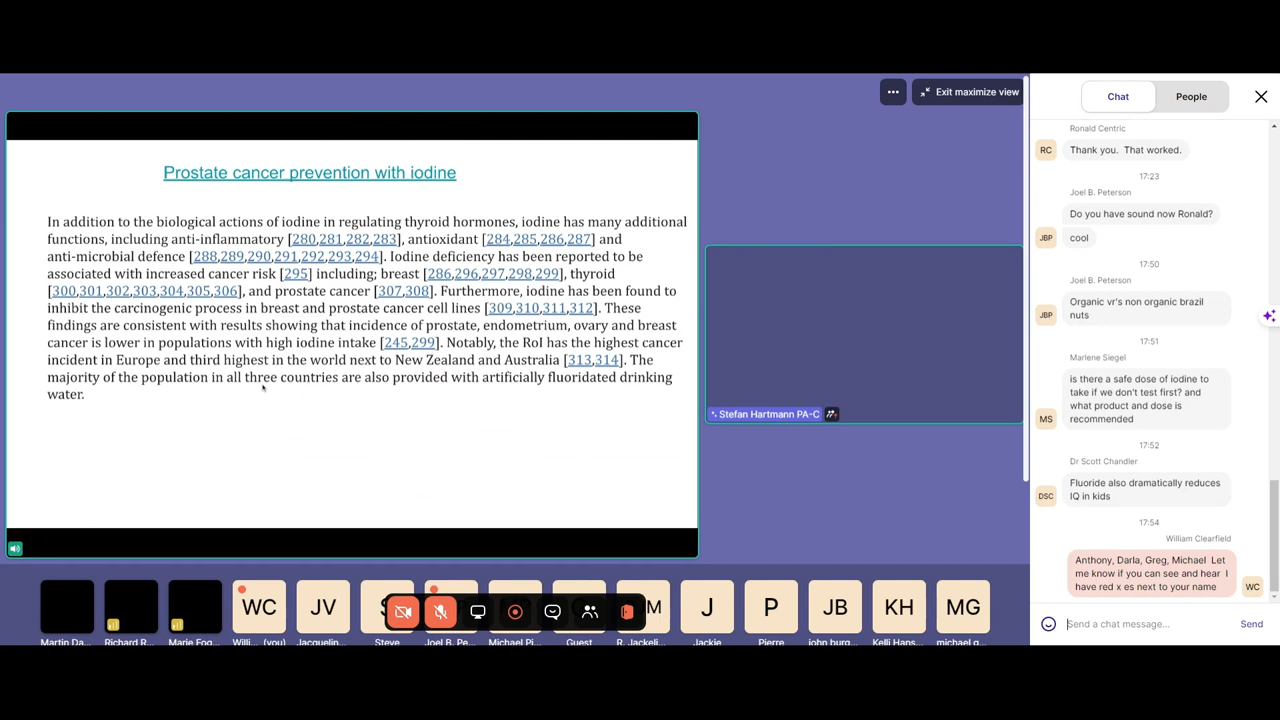 Exit maximize view
Prostate cancer prevention with iodine
In addition to the biological actions of iodine in regulating thyroid hormones, iodine has many additional
functions, including anti-inflammatory [280,281,282,283], antioxidant [284,285,286,287] and
anti-microbial defence [288,289,290,291,292,293,294]. Iodine deficiency has been reported to be
associated with increased cancer risk [295] including; breast [286,296,297,298,299], thyroid
[300,301,302,303,304,305,306], and prostate cancer [307,308]. Furthermore, iodine has been found to
inhibit the carcinogenic process in breast and prostate cancer cell lines [309,310,311,312]. These
findings are consistent with results showing that incidence of prostate, endometrium, ovary and breast
cancer is lower in populations with high iodine intake [245,299]. Notably, the RoI has the highest cancer
incident in Europe and third highest in the world next to New Zealand and Australia [313,314]. The
majority of the population in all three countries are also provided with artificially fluoridated drinking
water.
Stefan Hartmann PA-C
WC
JV
S
M
J
P
JB
KH
MG
Martin Da...
Richard R...
Marie Fog...
Willi... (you)
Jacquelin...
Steve
Joel B. Pe...
Michael Pi...
Guest
R. Jackeli...
Jackie
Pierre
john burg...
Kelli Hans...
michael g...
Chat
People
Ronald Centric
RC
Thank you. That worked.
17:23
Joel B. Peterson
Do you have sound now Ronald?
JBP
cool
17:50
Joel B. Peterson
Organic vr's non organic brazil
nuts
JBP
17:51
Marlene Siegel
is there a safe dose of iodine to
take if we don't test first? and
what product and dose is
recommended
MS
17:52
Dr Scott Chandler
Fluoride also dramatically reduces
IQ in kids
DSC
17:54
William Clearfield
Anthony, Darla, Greg, Michael Let
me know if you can see and hear I
have red x es next to your name
WC
Send a chat message...
Send